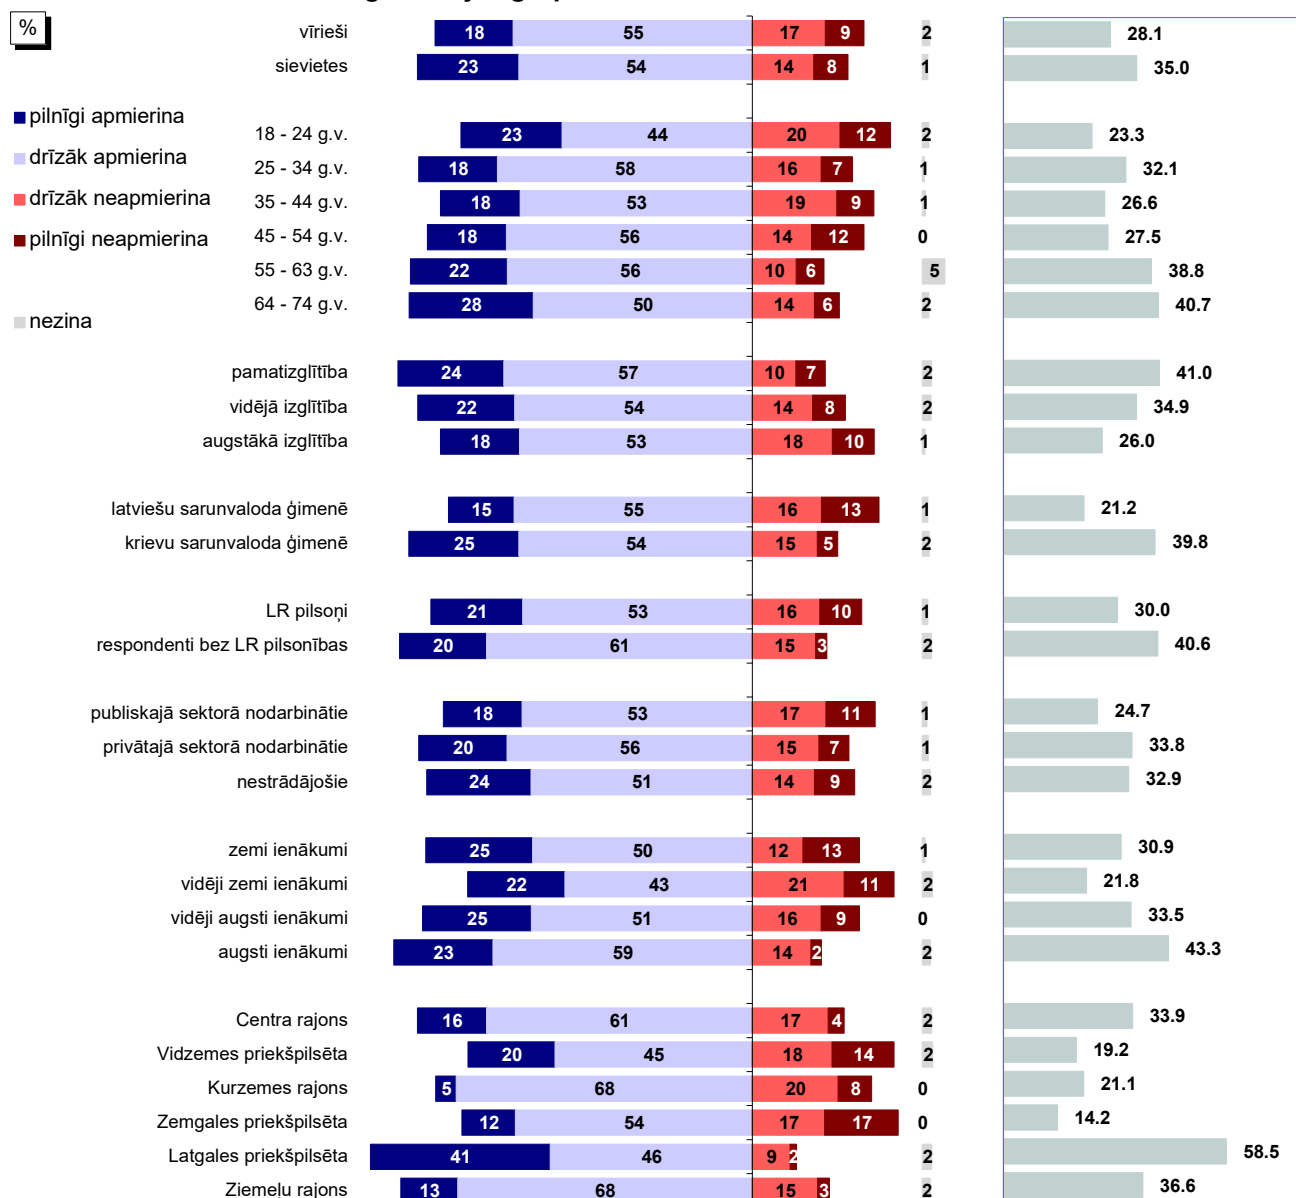 %
pilnīgi apmierina
drīzāk apmierina
drīzāk neapmierina
pilnīgi neapmierina
nezina
vīrieši 18 55 17 9 2 28.1
sievietes 23 54 14 8 1 35.0
18 - 24 g.v. 23 44 20 12 2 23.3
25 - 34 g.v. 18 58 16 7 1 32.1
35 - 44 g.v. 18 53 19 9 1 26.6
45 - 54 g.v. 18 56 14 12 0 27.5
55 - 63 g.v. 22 56 10 6 5 38.8
64 - 74 g.v. 28 50 14 6 2 40.7
pamatizglītība 24 57 10 7 2 41.0
vidējā izglītība 22 54 14 8 2 34.9
augstākā izglītība 18 53 18 10 1 26.0
latviešu sarunvaloda ģimenē 15 55 16 13 1 21.2
krievu sarunvaloda ģimenē 25 54 15 5 2 39.8
LR pilsoņi 21 53 16 10 1 30.0
respondenti bez LR pilsonības 20 61 15 3 2 40.6
publiskajā sektorā nodarbinātie 18 53 17 11 1 24.7
privātajā sektorā nodarbinātie 20 56 15 7 1 33.8
nestrādājošie 24 51 14 9 2 32.9
zemi ienākumi 25 50 12 13 1 30.9
vidēji zemi ienākumi 22 43 21 11 2 21.8
vidēji augsti ienākumi 25 51 16 9 0 33.5
augsti ienākumi 23 59 14 2 2 43.3
Centra rajons 16 61 17 4 2 33.9
Vidzemes priekšpilsēta 20 45 18 14 2 19.2
Kurzemes rajons 5 68 20 8 0 21.1
Zemgales priekšpilsēta 12 54 17 17 0 14.2
Latgales priekšpilsēta 41 46 9 2 2 58.5
Ziemeļu rajons 13 68 15 3 2 36.6